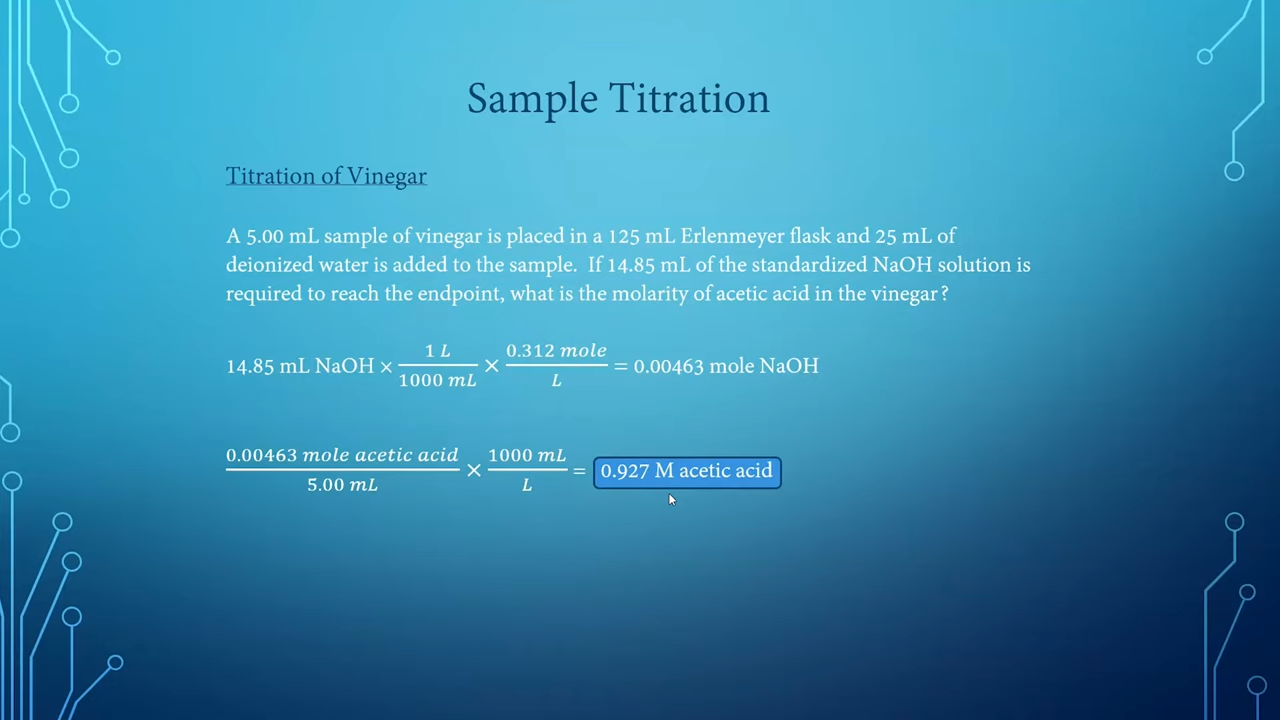 Sample Titration
Titration of Vinegar
A 5.00 mL sample of vinegar is placed in a 125 mL Erlenmeyer flask and 25 mL of
deionized water is added to the sample.  If 14.85 mL of the standardized NaOH solution is
required to reach the endpoint, what is the molarity of acetic acid in the vinegar?
14.85 mL NaOH × 1 L / 1000 mL × 0.312 mole / L = 0.00463 mole NaOH
0.00463 mole acetic acid / 5.00 mL × 1000 mL / L = 0.927 M acetic acid